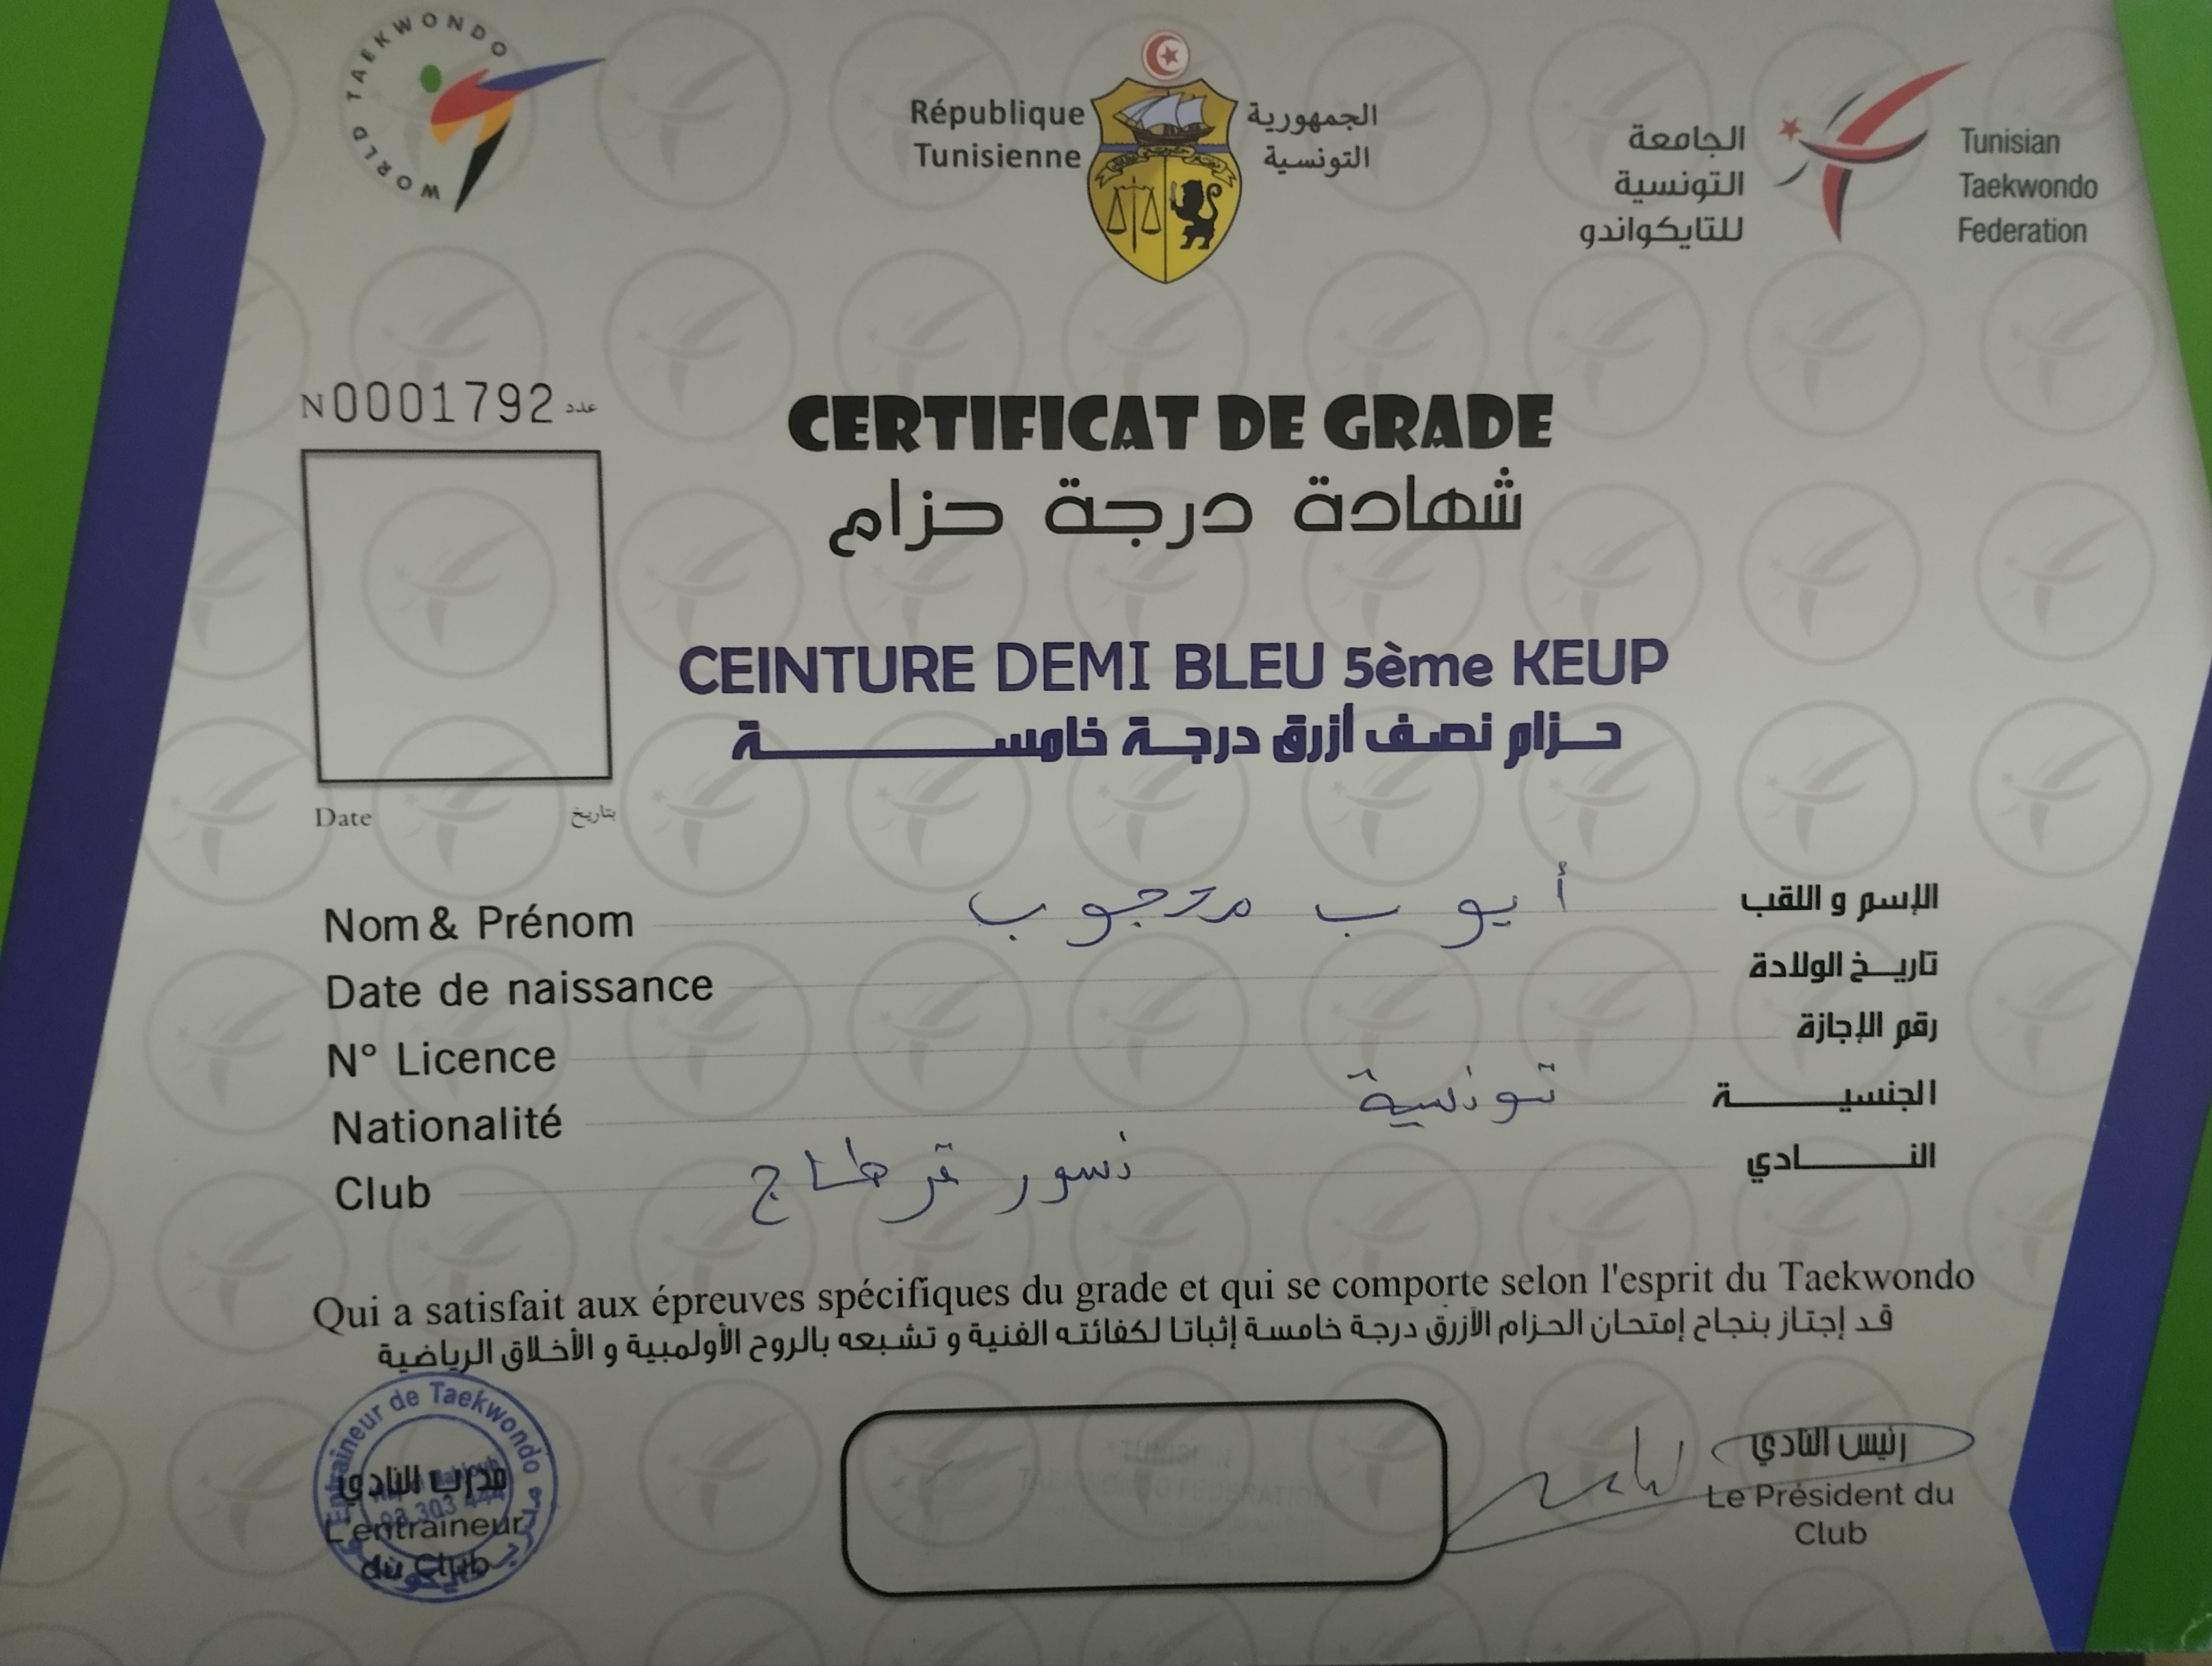 WORLD TAEKWONDO
République
Tunisienne
الجمهورية
التونسية
الجامعة
التونسية
للتايكواندو
Tunisian
Taekwondo
Federation
N 0001792 عدد
CERTIFICAT DE GRADE
شهادة درجة حزام
CEINTURE DEMI BLEU 5ème KEUP
حزام نصف أزرق درجة خامسة
Date بتاريخ
Nom & Prénom أيوب محجوب الإسم و اللقب
Date de naissance تاريخ الولادة
N° Licence رقم الإجازة
Nationalité تونسية الجنسية
Club نسور قرطاج النادي
Qui a satisfait aux épreuves spécifiques du grade et qui se comporte selon l'esprit du Taekwondo
قد إجتاز بنجاح إمتحان الحزام الأزرق درجة خامسة إثباتا لكفائته الفنية و تشبعه بالروح الأولمبية و الأخلاق الرياضية
Entraineur de Taekwondo
مدرب النادي
L'entraineur
du Club
رئيس النادي
Le Président du
Club